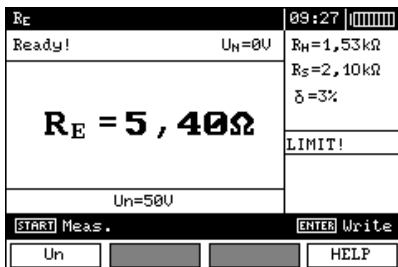 RE 09:27
Ready! UN=0V RH=1,53kΩ
RS=2,10kΩ
δ=3%
RE =5,40Ω
LIMIT!
Un=50V
START Meas. ENTER Write
Un HELP